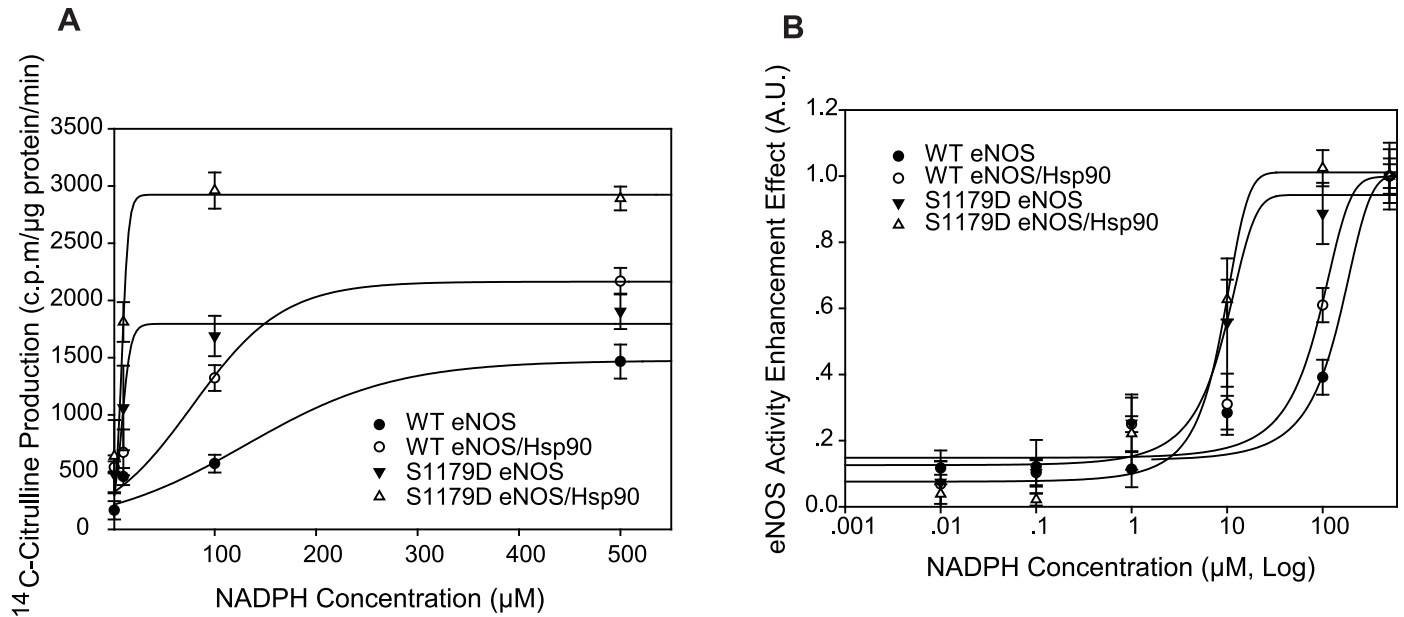 A
¹⁴C-Citrulline Production (c.p.m/µg protein/min)
3500
3000
2500
2000
1500
1000
500
0
100 200 300 400 500
NADPH Concentration (µM)
WT eNOS
WT eNOS/Hsp90
S1179D eNOS
S1179D eNOS/Hsp90
B
eNOS Activity Enhancement Effect (A.U.)
1.2
1.0
.8
.6
.4
.2
0.0
.001 .01 .1 1 10 100
NADPH Concentration (µM, Log)
WT eNOS
WT eNOS/Hsp90
S1179D eNOS
S1179D eNOS/Hsp90